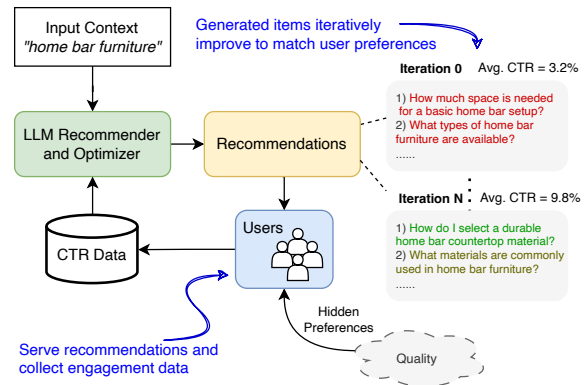 Input Context
"home bar furniture"
Generated items iteratively
improve to match user preferences
Iteration 0 Avg. CTR = 3.2%
1) How much space is needed
for a basic home bar setup?
2) What types of home bar
furniture are available?
......
LLM Recommender
and Optimizer
Recommendations
Iteration N Avg. CTR = 9.8%
1) How do I select a durable
home bar countertop material?
2) What materials are commonly
used in home bar furniture?
......
Users
CTR Data
Hidden
Preferences
Quality
Serve recommendations and
collect engagement data